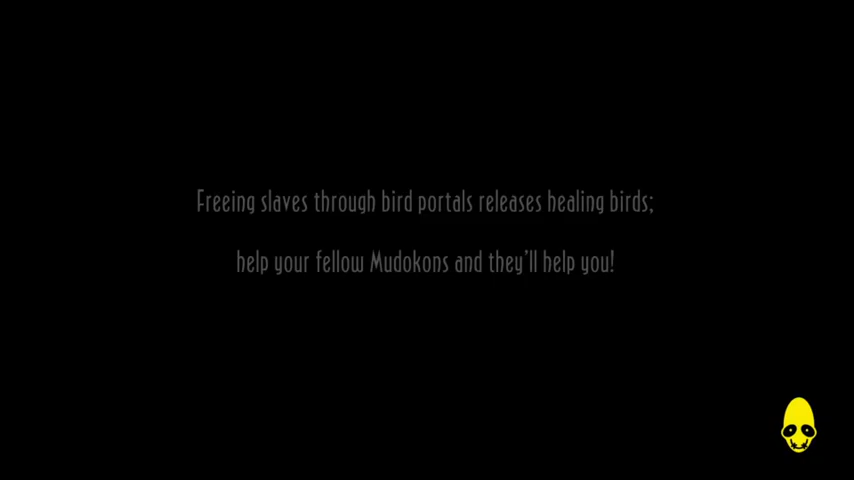 Freeing slaves through bird portals releases healing birds;
help your fellow Mudokons and they'll help you!